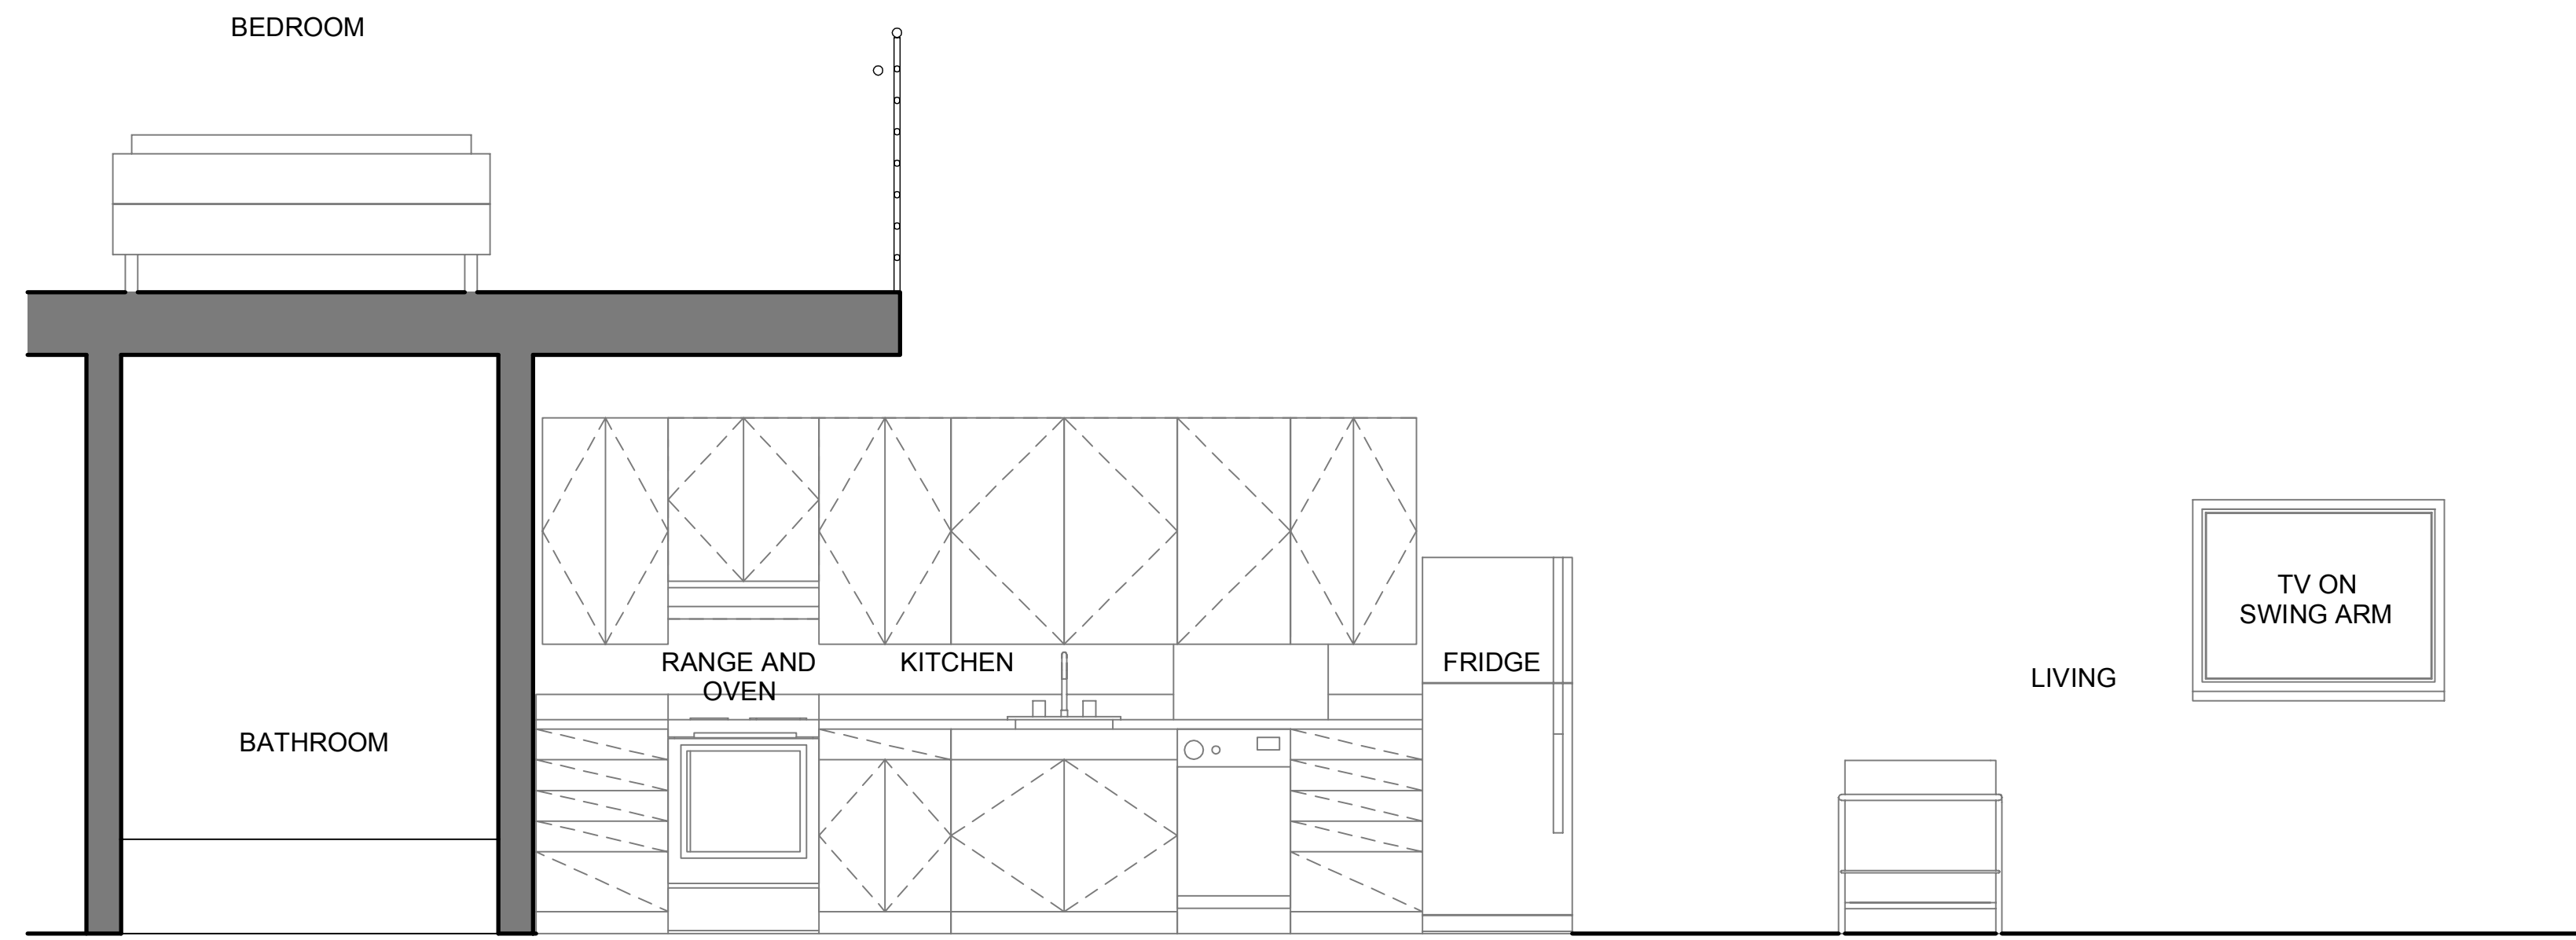 BEDROOM
TV ON
SWING ARM
RANGE AND
OVEN
KITCHEN
FRIDGE
LIVING
BATHROOM